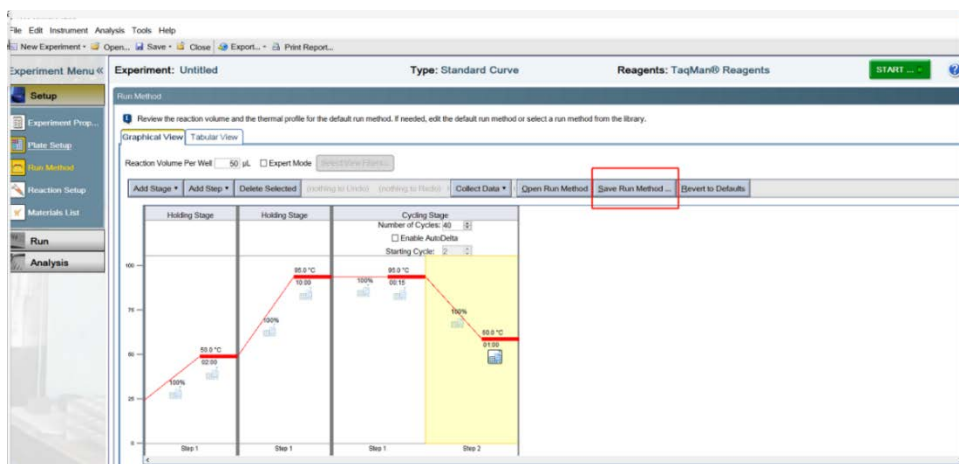 File Edit Instrument Analysis Tools Help
New Experiment Open... Save Close Export... Print Report...
Experiment Menu « Experiment: Untitled Type: Standard Curve Reagents: TaqMan® Reagents START ...
Setup
Run Method
Experiment Prop...
Review the reaction volume and the thermal profile for the default run method. If needed, edit the default run method or select a run method from the library.
Plate Setup
Graphical View Tabular View
Run Method
Reaction Volume Per Well 50 µL Expert Mode
Reaction Setup
Add Stage Add Step Delete Selected (nothing to Undo) (nothing to Redo) Collect Data Open Run Method Save Run Method ... Revert to Defaults
Materials List
Holding Stage Holding Stage Cycling Stage
Number of Cycles: 40
Run
Enable AutoDelta
Starting Cycle: 2
Analysis
100
95.0 °C 95.0 °C
10:00 100% 00:15
75
100% 100%
60.0 °C
01:00
50
50.0 °C
02:00
100%
25
0
Step 1 Step 1 Step 1 Step 2